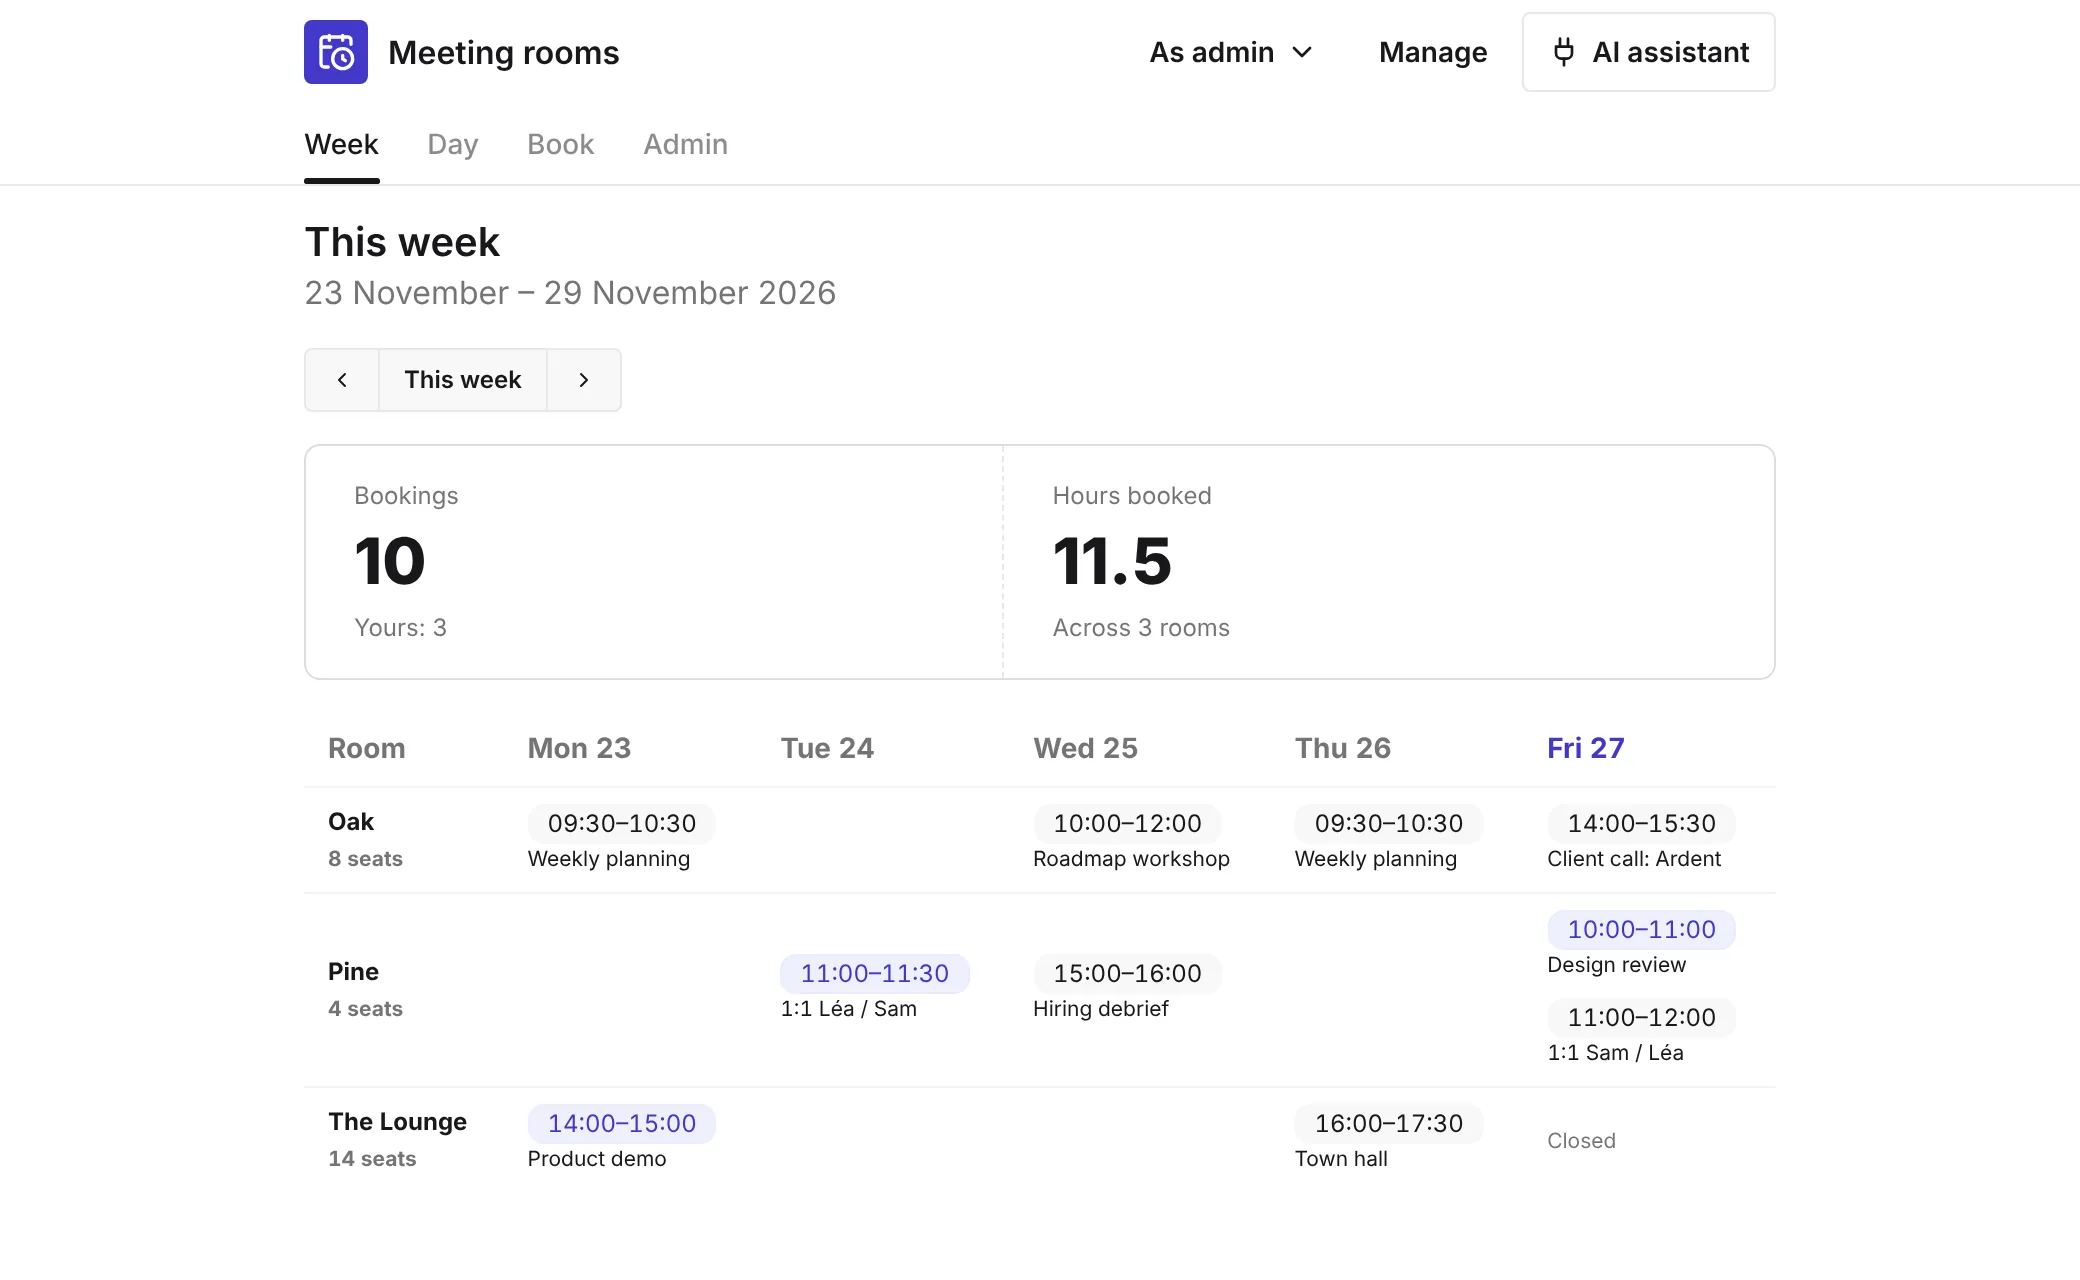 Meeting rooms
As admin
Manage
AI assistant
Week Day Book Admin
This week
23 November – 29 November 2026
This week
Bookings
10
Yours: 3
Hours booked
11.5
Across 3 rooms
Room Mon 23 Tue 24 Wed 25 Thu 26 Fri 27
Oak
8 seats
09:30–10:30
Weekly planning
10:00–12:00
Roadmap workshop
09:30–10:30
Weekly planning
14:00–15:30
Client call: Ardent
Pine
4 seats
11:00–11:30
1:1 Léa / Sam
15:00–16:00
Hiring debrief
10:00–11:00
Design review
11:00–12:00
1:1 Sam / Léa
The Lounge
14 seats
14:00–15:00
Product demo
16:00–17:30
Town hall
Closed